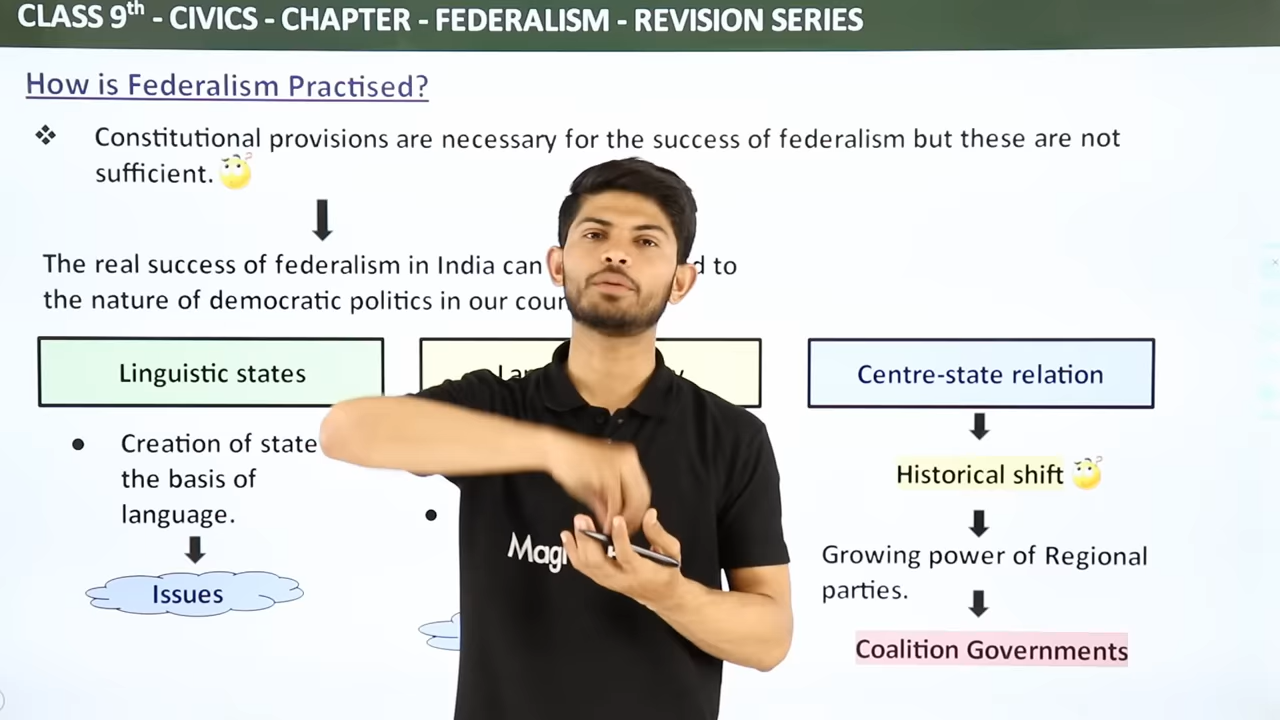 CLASS 9th - CIVICS - CHAPTER - FEDERALISM - REVISION SERIES
How is Federalism Practised?
Constitutional provisions are necessary for the success of federalism but these are not
sufficient.
The real success of federalism in India can d to
the nature of democratic politics in our cour
Linguistic states
Centre-state relation
Creation of state
the basis of
language.
Issues
Historical shift
Growing power of Regional
parties.
Coalition Governments
Mag